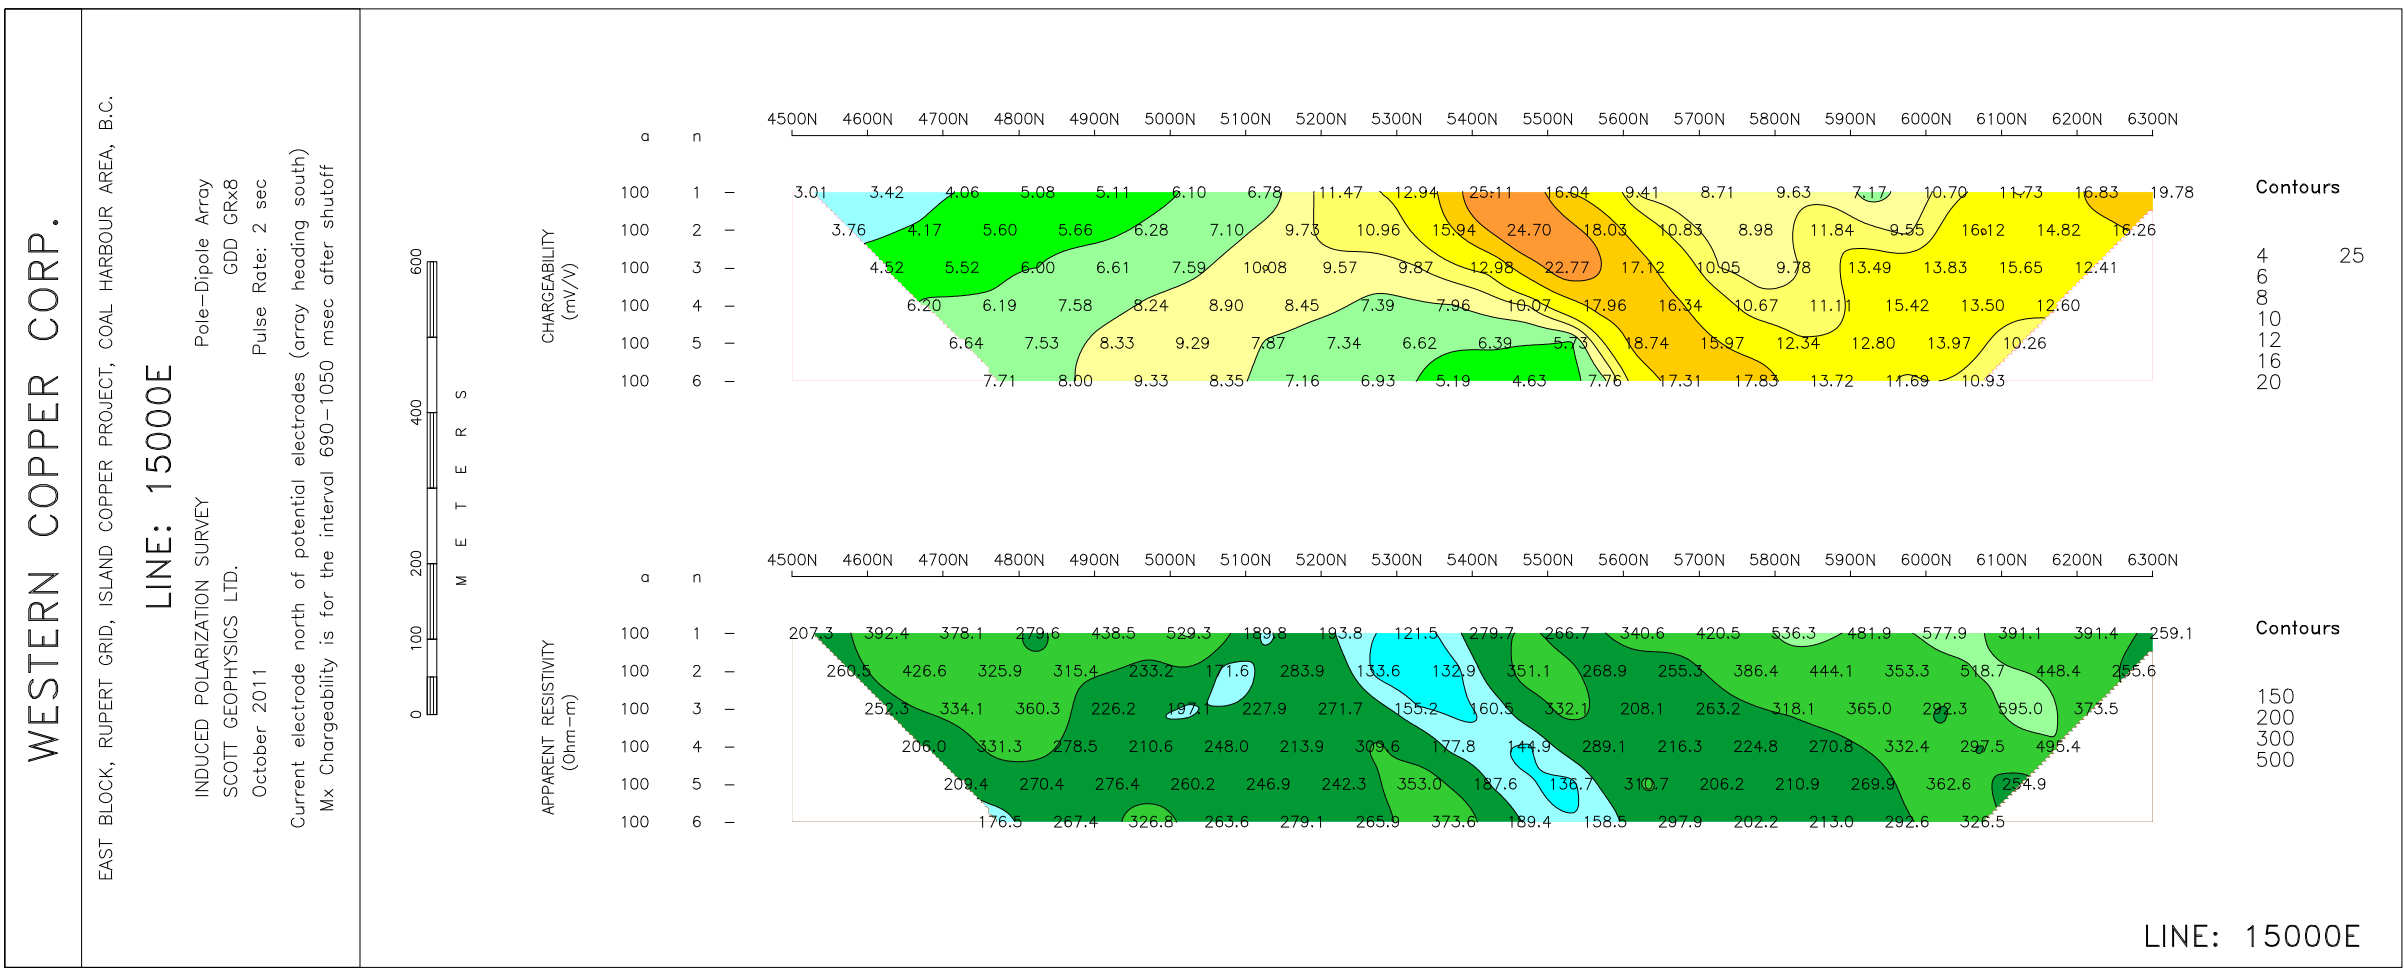 WESTERN COPPER CORP.
EAST BLOCK, RUPERT GRID, ISLAND COPPER PROJECT, COAL HARBOUR AREA, B.C.
LINE: 15000E
INDUCED POLARIZATION SURVEY Pole-Dipole Array
SCOTT GEOPHYSICS LTD. GDD GRx8
October 2011 Pulse Rate: 2 sec
Current electrode north of potential electrodes (array heading south)
Mx Chargeability is for the interval 690-1050 msec after shutoff
0 100 200 400 600
METERS
4500N 4600N 4700N 4800N 4900N 5000N 5100N 5200N 5300N 5400N 5500N 5600N 5700N 5800N 5900N 6000N 6100N 6200N 6300N
a n
CHARGEABILITY
(mV/V)
100 1 - 3.01 3.42 4.06 5.08 5.11 6.10 6.78 11.47 12.94 25.11 16.04 9.41 8.71 9.63 7.17 10.70 11.73 16.83 19.78
100 2 - 3.76 4.17 5.60 5.66 6.28 7.10 9.73 10.96 15.94 24.70 18.03 10.83 8.98 11.84 9.55 16.12 14.82 16.26
100 3 - 4.52 5.52 6.00 6.61 7.59 10.08 9.57 9.87 12.98 22.77 17.12 10.05 9.78 13.49 13.83 15.65 12.41
100 4 - 6.20 6.19 7.58 8.24 8.90 8.45 7.39 7.96 10.07 17.96 16.34 10.67 11.11 15.42 13.50 12.60
100 5 - 6.64 7.53 8.33 9.29 7.87 7.34 6.62 6.39 5.73 18.74 15.97 12.34 12.80 13.97 10.26
100 6 - 7.71 8.00 9.33 8.35 7.16 6.93 5.19 4.63 7.76 17.31 17.83 13.72 11.69 10.93
Contours
4 25
6
8
10
12
16
20
4500N 4600N 4700N 4800N 4900N 5000N 5100N 5200N 5300N 5400N 5500N 5600N 5700N 5800N 5900N 6000N 6100N 6200N 6300N
a n
APPARENT RESISTIVITY
(Ohm-m)
100 1 - 207.3 392.4 378.1 279.6 438.5 529.3 189.8 193.8 121.5 279.7 266.7 340.6 420.5 536.3 481.9 577.9 391.1 391.4 259.1
100 2 - 260.5 426.6 325.9 315.4 233.2 171.6 283.9 133.6 132.9 351.1 268.9 255.3 386.4 444.1 353.3 518.7 448.4 255.6
100 3 - 252.3 334.1 360.3 226.2 197.1 227.9 271.7 155.2 160.5 332.1 208.1 263.2 318.1 365.0 292.3 595.0 373.5
100 4 - 206.0 331.3 278.5 210.6 248.0 213.9 309.6 177.8 144.9 289.1 216.3 224.8 270.8 332.4 297.5 495.4
100 5 - 209.4 270.4 276.4 260.2 246.9 242.3 353.0 187.6 136.7 310.7 206.2 210.9 269.9 362.6 254.9
100 6 - 176.5 267.4 326.8 263.6 279.1 265.9 373.6 189.4 158.5 297.9 202.2 213.0 292.6 326.5
Contours
150
200
300
500
LINE: 15000E